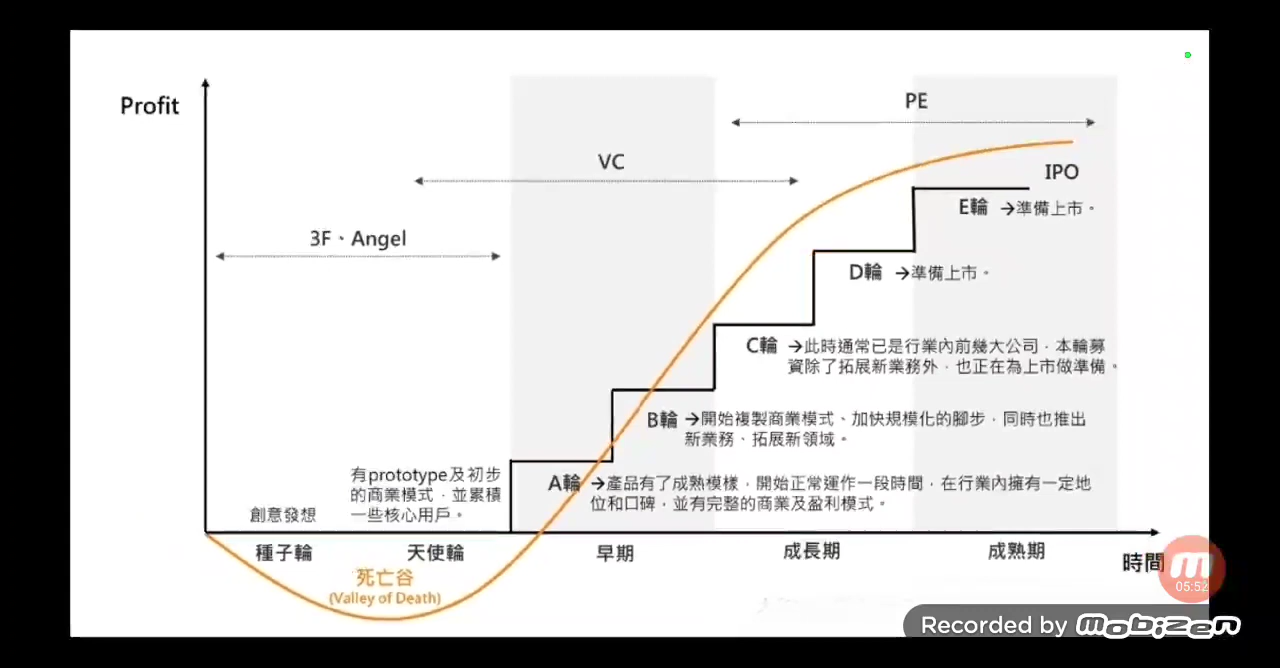 Profit
PE
VC
IPO
E輪 →準備上市。
3F、Angel
D輪 →準備上市。
C輪 →此時通常已是行業內前幾大公司，本輪募
資除了拓展新業務外，也正在為上市做準備。
B輪 →開始複製商業模式、加快規模化的腳步，同時也推出
新業務、拓展新領域。
有prototype及初步
的商業模式，並累積
一些核心用戶。
A輪 →產品有了成熟模樣，開始正常運作一段時間，在行業內擁有一定地
位和口碑，並有完整的商業及盈利模式。
創意發想
種子輪
天使輪
早期
成長期
成熟期
時間
死亡谷
(Valley of Death)
05:52
Recorded by mobizen